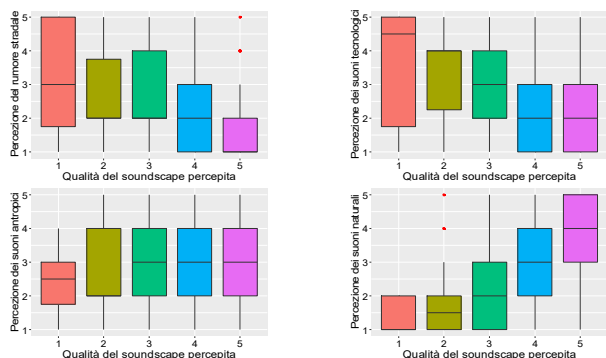 Percezione del rumore stradale
5
4
3
2
1
1 2 3 4 5
Qualità del soundscape percepita
Percezione dei suoni tecnologici
5
4
3
2
1
1 2 3 4 5
Qualità del soundscape percepita
Percezione dei suoni antropici
5
4
3
2
1
1 2 3 4 5
Qualità del soundscape percepita
Percezione dei suoni naturali
5
4
3
2
1
1 2 3 4 5
Qualità del soundscape percepita